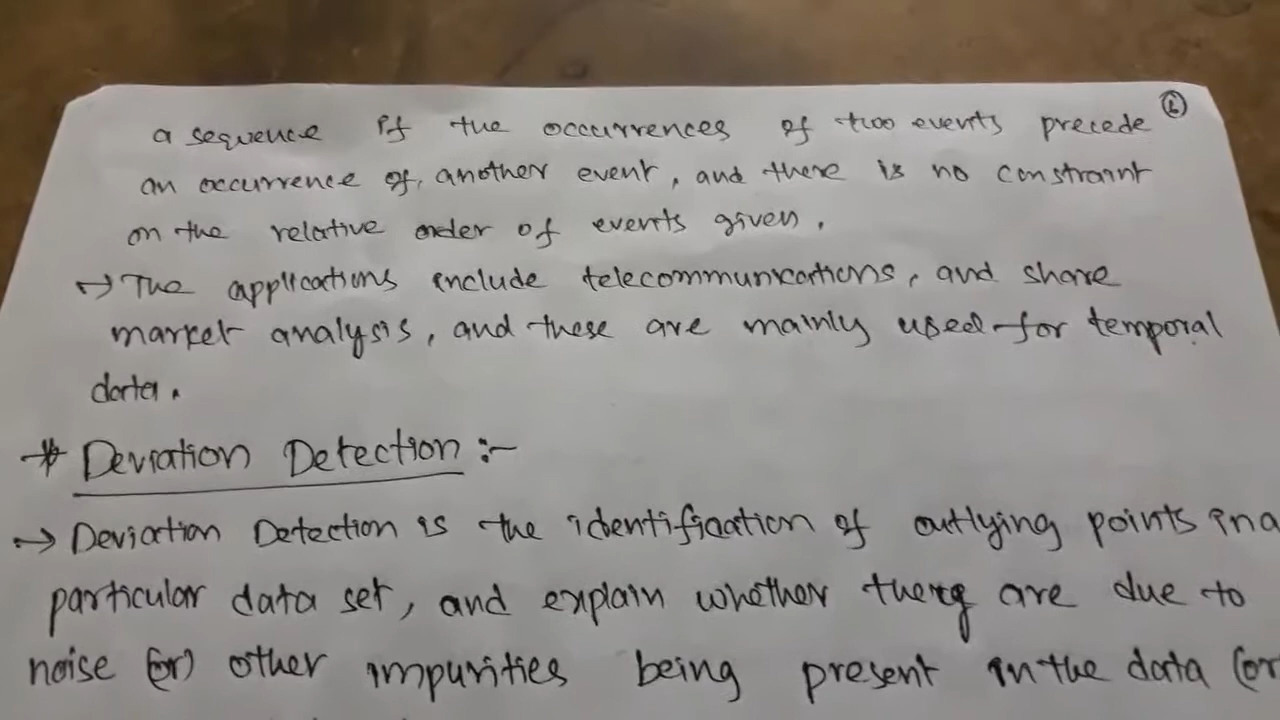 a sequence if the occurrences of two events precede
an occurrence of, another event, and there is no constraint
on the relative order of events given.
→ The applications include telecommunications, and share
market analysis, and these are mainly used for temporal
data.
* Deviation Detection :-
→ Deviation Detection is the identification of outlying points in a
particular data set, and explain whether are due to
noise (or) other impurities being present in the data (or